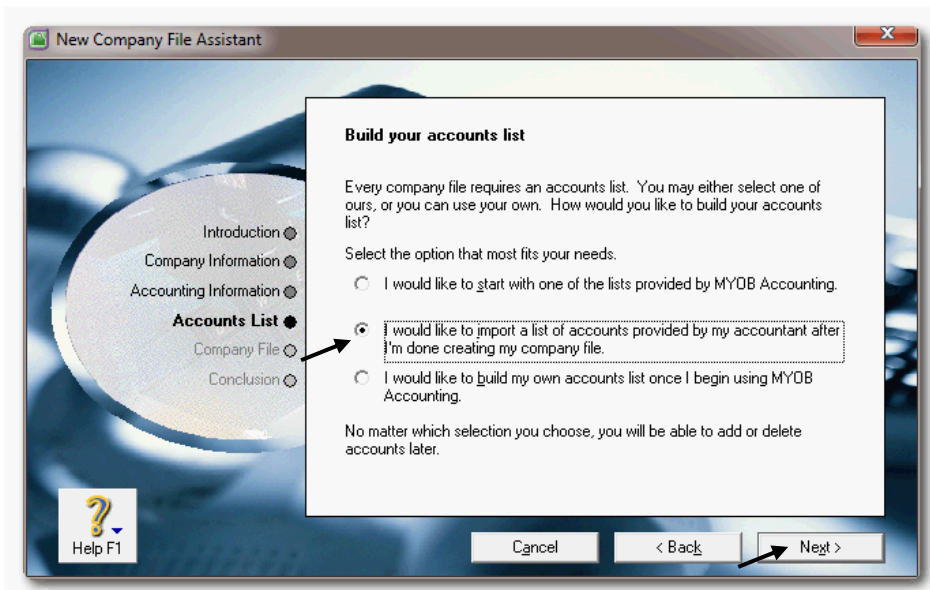 New Company File Assistant
X
Build your accounts list
Every company file requires an accounts list. You may either select one of
ours, or you can use your own. How would you like to build your accounts
list?
Select the option that most fits your needs.
I would like to start with one of the lists provided by MYOB Accounting.
I would like to import a list of accounts provided by my accountant after
I'm done creating my company file.
I would like to build my own accounts list once I begin using MYOB
Accounting.
No matter which selection you choose, you will be able to add or delete
accounts later.
Introduction
Company Information
Accounting Information
Accounts List
Company File
Conclusion
?
Help F1
Cancel
< Back
Next >